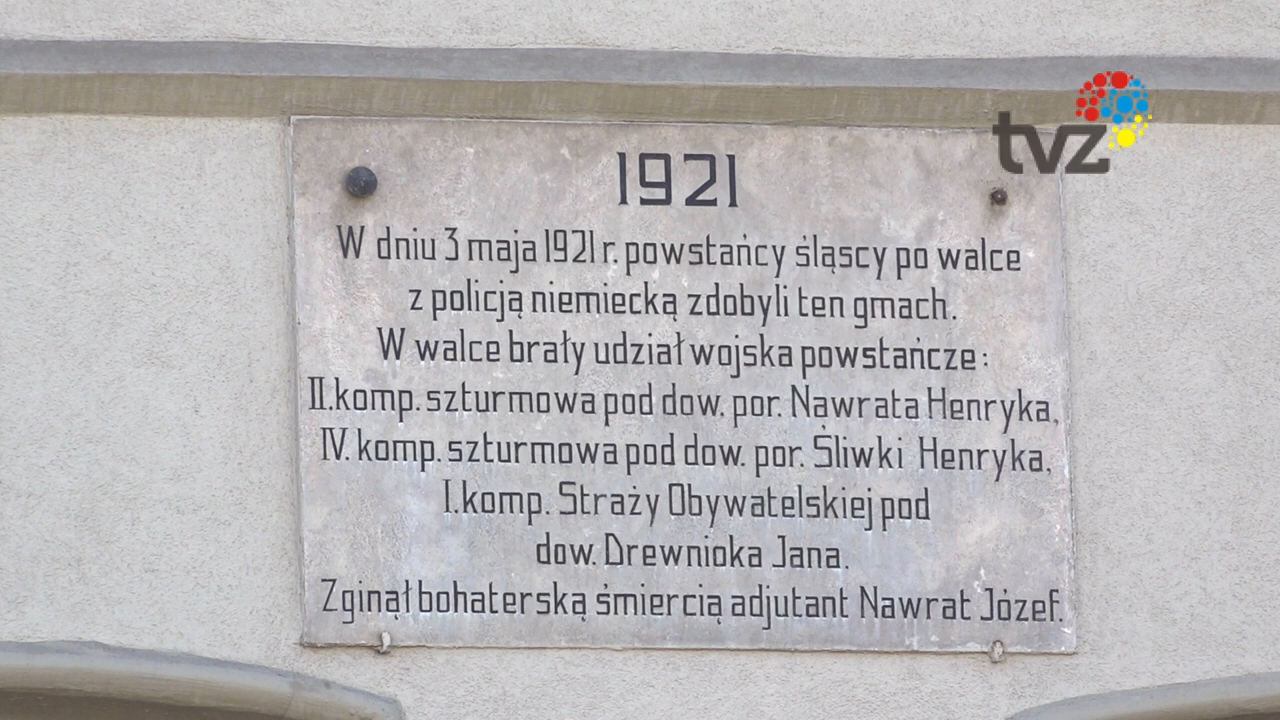 tvz
1921
W dniu 3 maja 1921 r. powstańcy śląscy po walce
z policją niemiecką zdobyli ten gmach.
W walce brały udział wojska powstańcze:
II. komp. szturmowa pod dow. por. Nawrata Henryka,
IV. komp. szturmowa pod dow. por. Śliwki Henryka,
I. komp. Straży Obywatelskiej pod
dow. Drewnioka Jana.
Zginął bohaterską śmiercią adjutant Nawrat Józef.